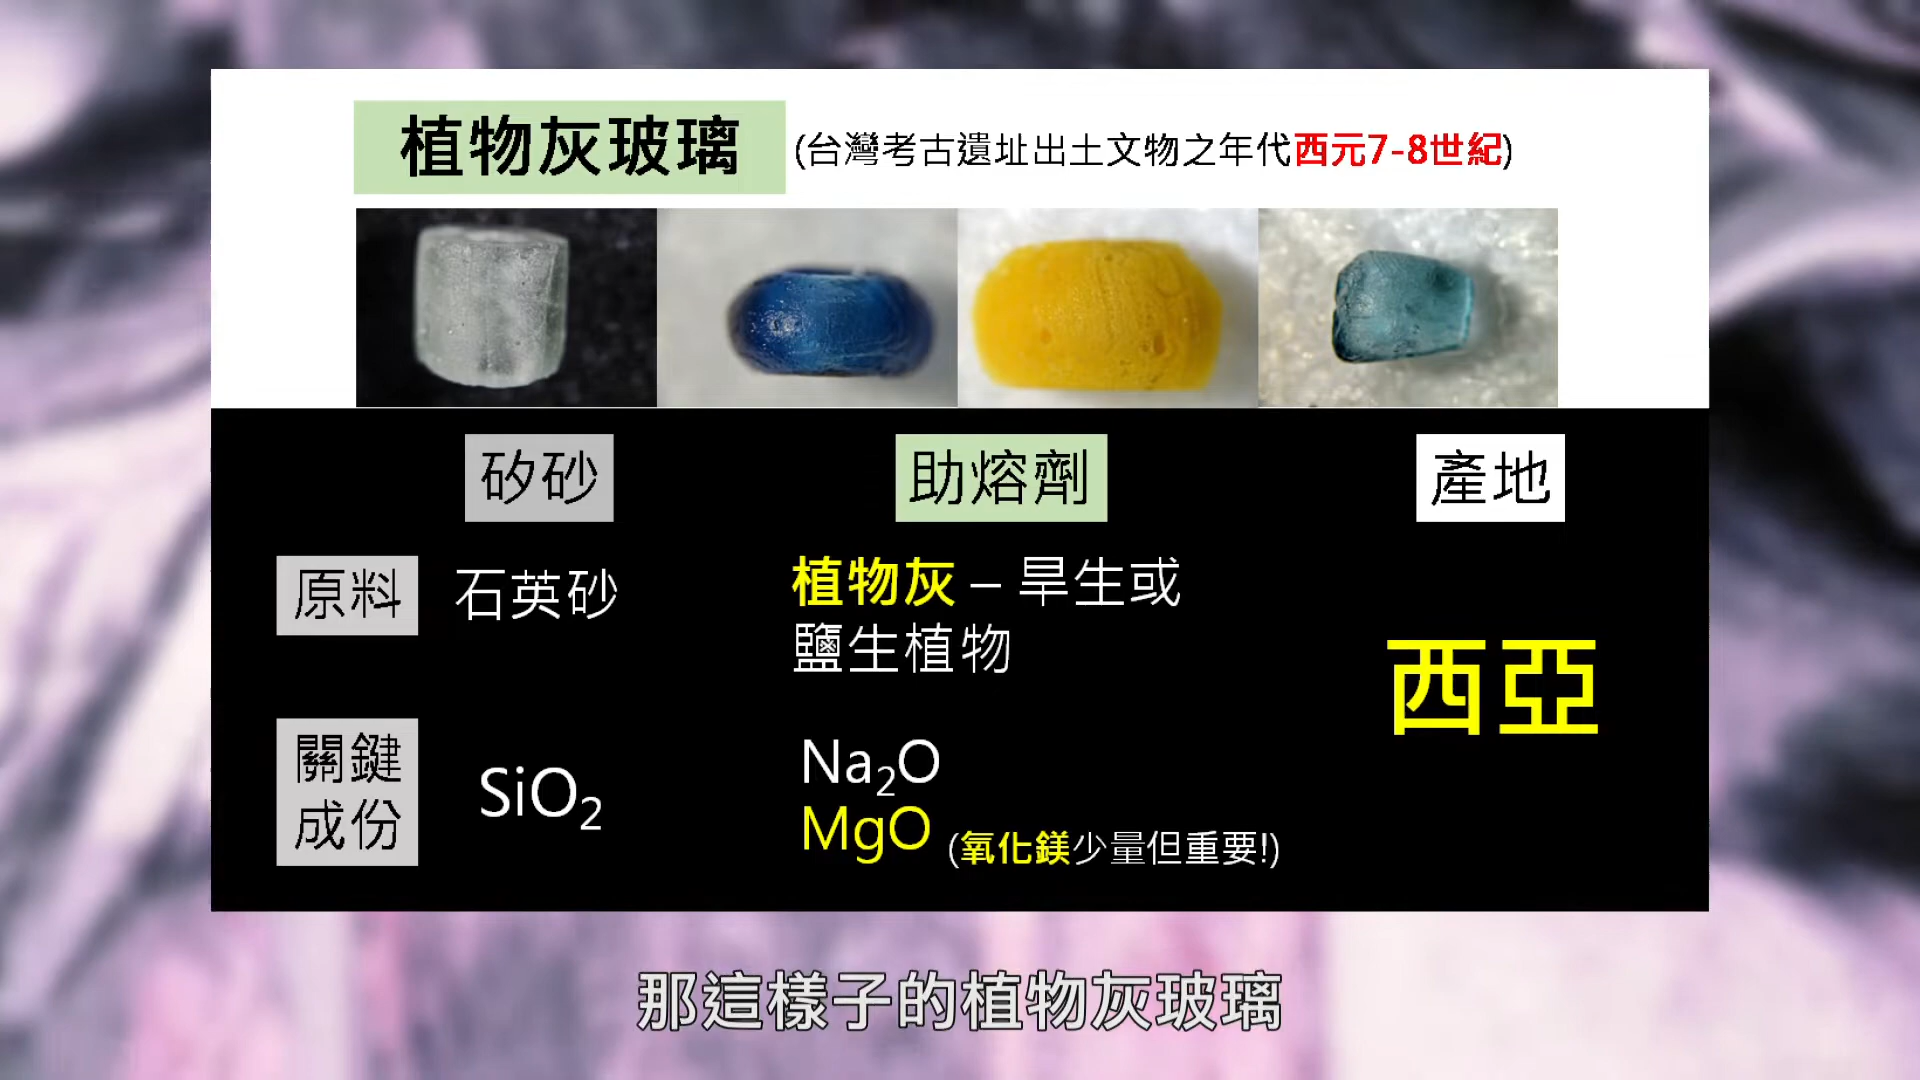 植物灰玻璃 (台灣考古遺址出土文物之年代西元7-8世紀)
矽砂 助熔劑 產地
原料 石英砂 植物灰 – 旱生或
鹽生植物
西亞
關鍵
成份
SiO₂
Na₂O
MgO (氧化鎂少量但重要!)
那這樣子的植物灰玻璃